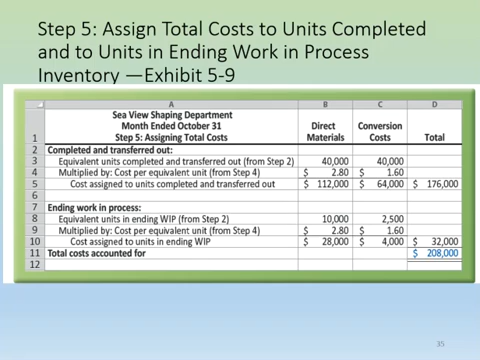 Step 5: Assign Total Costs to Units Completed
and to Units in Ending Work in Process
Inventory —Exhibit 5-9
A B C D
Sea View Shaping Department
Month Ended October 31 Direct Conversion
1 Step 5: Assigning Total Costs Materials Costs Total
2 Completed and transferred out:
3 Equivalent units completed and transferred out (from Step 2) 40,000 40,000
4 Multiplied by: Cost per equivalent unit (from Step 4) $ 2.80 $ 1.60
5 Cost assigned to units completed and transferred out $ 112,000 $ 64,000 $ 176,000
6
7 Ending work in process:
8 Equivalent units in ending WIP (from Step 2) 10,000 2,500
9 Multiplied by: Cost per equivalent unit (from Step 4) $ 2.80 $ 1.60
10 Cost assigned to units in ending WIP $ 28,000 $ 4,000 $ 32,000
11 Total costs accounted for $ 208,000
12
35